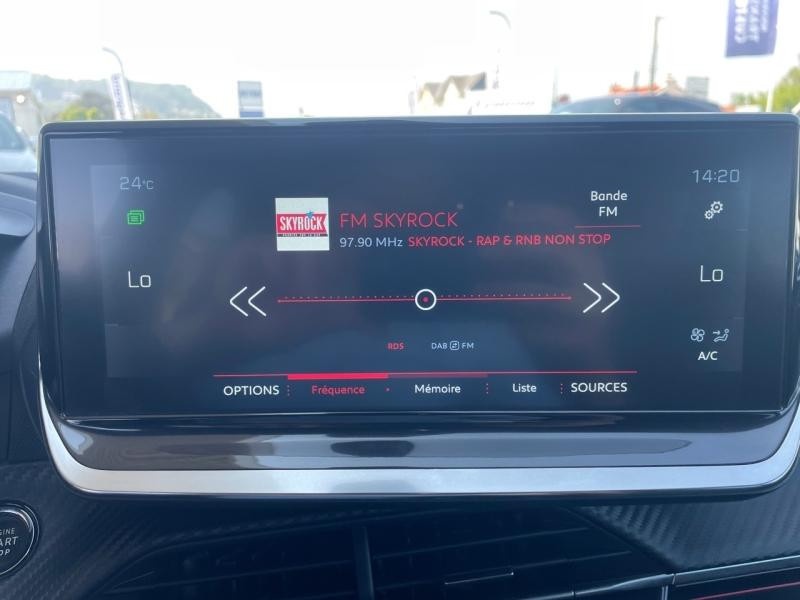 24°C
14:20
SKYROCK
FM SKYROCK
97.90 MHz SKYROCK - RAP & RNB NON STOP
Bande
FM
Lo
Lo
RDS
DAB FM
A/C
OPTIONS Fréquence Mémoire Liste SOURCES